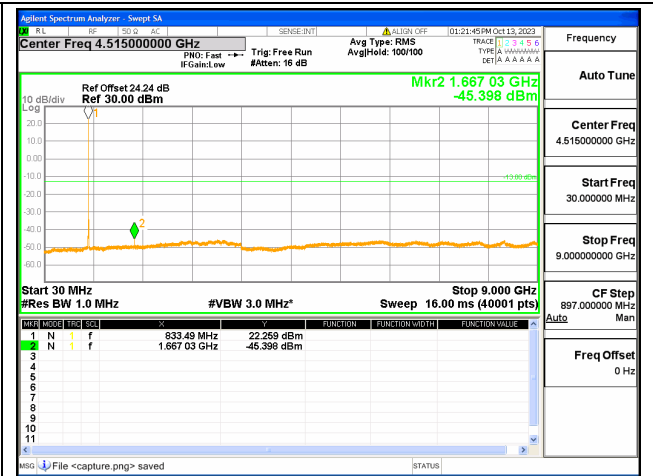 Agilent Spectrum Analyzer - Swept SA
RL RF 50 Ω AC SENSE:INT ALIGN OFF 01:21:45 PM Oct 13, 2023
Center Freq 4.515000000 GHz
PNO: Fast
IFGain:Low
Trig: Free Run
#Atten: 16 dB
Avg Type: RMS
Avg|Hold: 100/100
TRACE 1 2 3 4 5 6
TYPE A
DET A A A A A A
Mkr2 1.667 03 GHz
-45.398 dBm
Ref Offset 24.24 dB
10 dB/div Ref 30.00 dBm
Log
20.0
10.0
0.00
-10.0
-20.0
-30.0
-40.0
-50.0
-60.0
1
2
-13.00 dBm
Start 30 MHz Stop 9.000 GHz
#Res BW 1.0 MHz #VBW 3.0 MHz* Sweep 16.00 ms (40001 pts)
MKR MODE TRC SCL X Y FUNCTION FUNCTION WIDTH FUNCTION VALUE
1 N 1 f 833.49 MHz 22.259 dBm
2 N 1 f 1.667 03 GHz -45.398 dBm
3
4
5
6
7
8
9
10
11
MSG File <capture.png> saved STATUS
Frequency
Auto Tune
Center Freq
4.515000000 GHz
Start Freq
30.000000 MHz
Stop Freq
9.000000000 GHz
CF Step
897.000000 MHz
Auto Man
Freq Offset
0 Hz